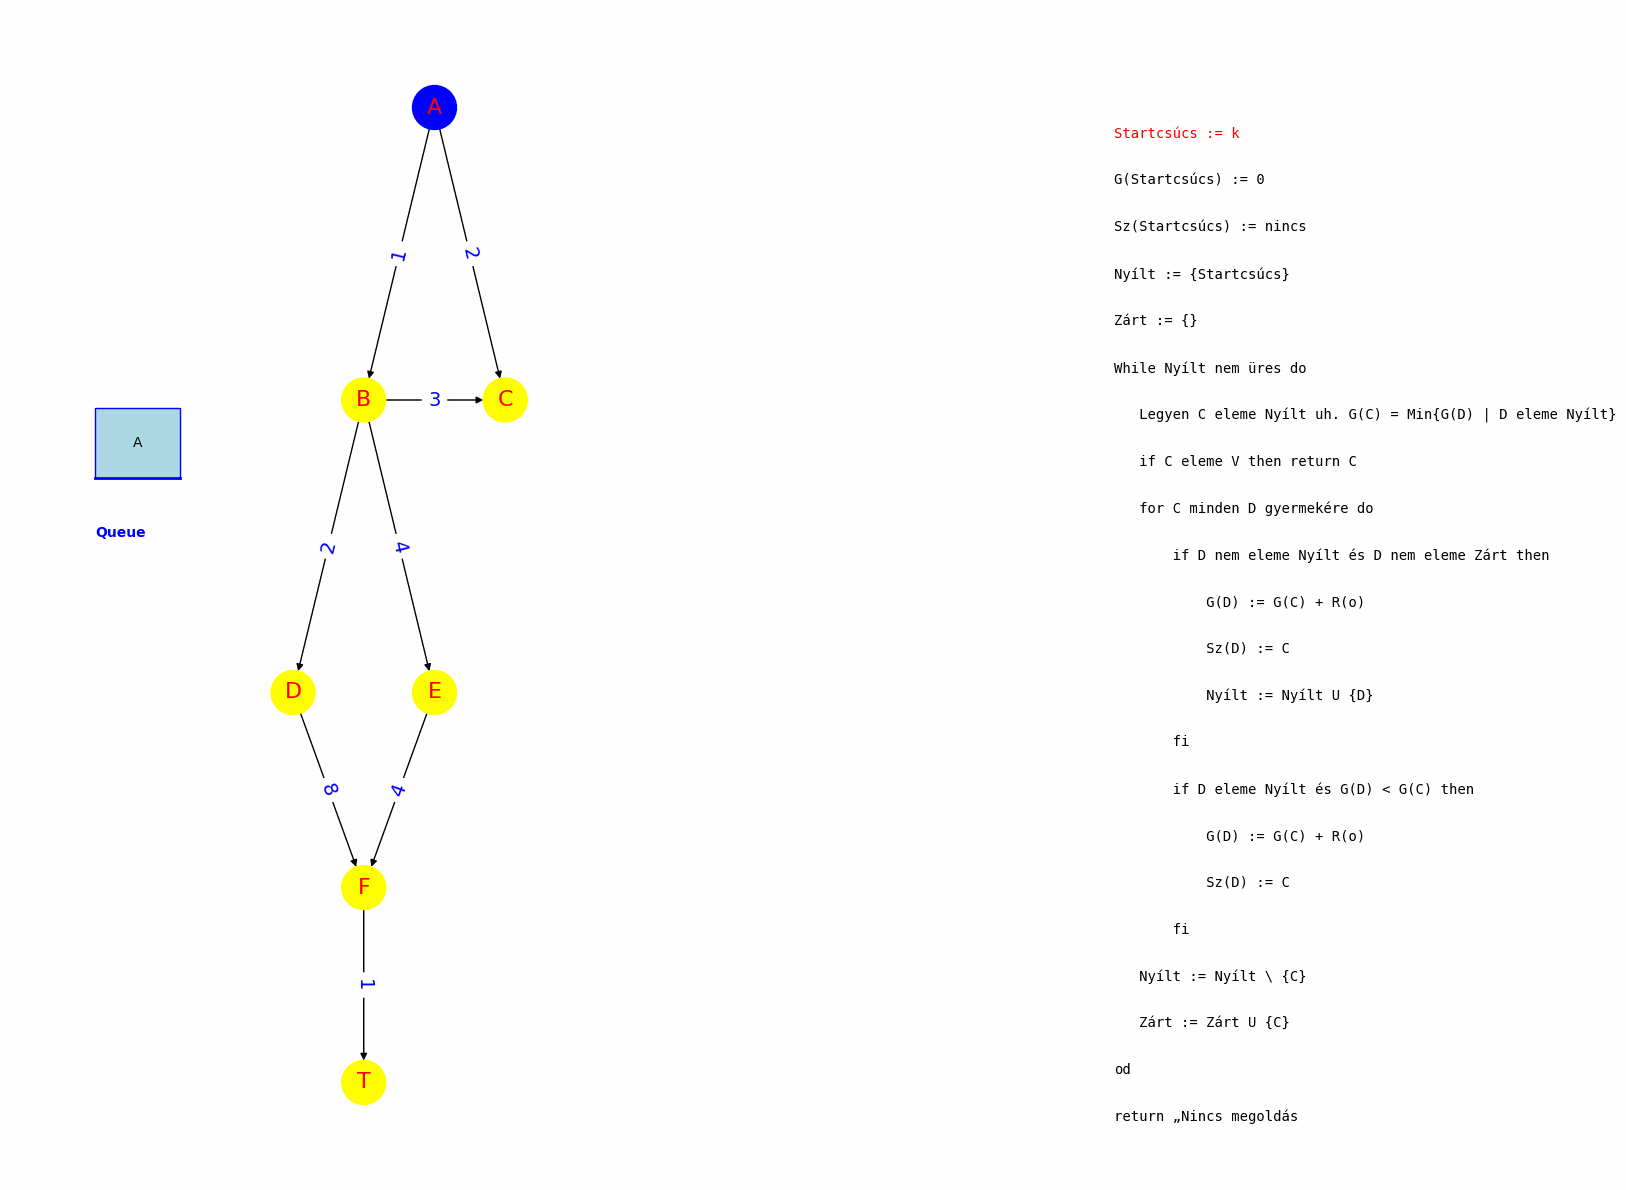 A
1
2
B
3
C
A
Queue
2
4
D
E
8
4
F
1
T
Startcsúcs := k
G(Startcsúcs) := 0
Sz(Startcsúcs) := nincs
Nyílt := {Startcsúcs}
Zárt := {}
While Nyílt nem üres do
Legyen C eleme Nyílt uh. G(C) = Min{G(D) | D eleme Nyílt}
if C eleme V then return C
for C minden D gyermekére do
if D nem eleme Nyílt és D nem eleme Zárt then
G(D) := G(C) + R(o)
Sz(D) := C
Nyílt := Nyílt U {D}
fi
if D eleme Nyílt és G(D) < G(C) then
G(D) := G(C) + R(o)
Sz(D) := C
fi
Nyílt := Nyílt \ {C}
Zárt := Zárt U {C}
od
return „Nincs megoldás